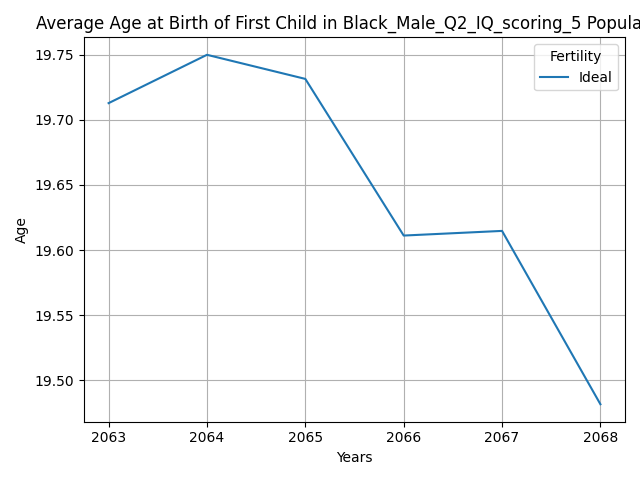 Average Age at Birth of First Child in Black_Male_Q2_IQ_scoring_5 Popula
Fertility
Ideal
19.75
19.70
19.65
19.60
19.55
19.50
Age
2063 2064 2065 2066 2067 2068
Years